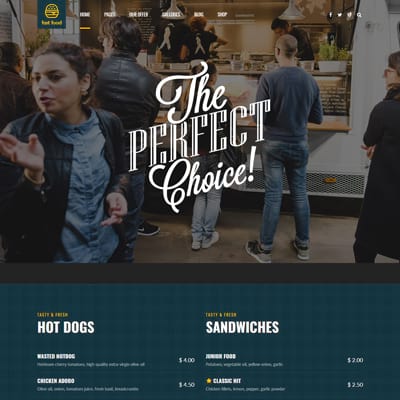 hot food
HOME PAGES OUR OFFER GALLERIES BLOG SHOP
The
PERFECT
Choice!
TASTY & FRESH
HOT DOGS
WASTED HOTDOG $ 4.00
Heirloom cherry tomatoes, high-quality extra-virgin olive oil
CHICKEN ADOBO $ 4.50
Olive oil, onion, tomatoes juice, fresh basil, breadcrumbs
TASTY & FRESH
SANDWICHES
JUNIOR FOOD $ 2.00
Potatoes, vegetable oil, yellow onion, garlic
CLASSIC HIT $ 2.50
Chicken fillets, lemon, pepper, garlic powder